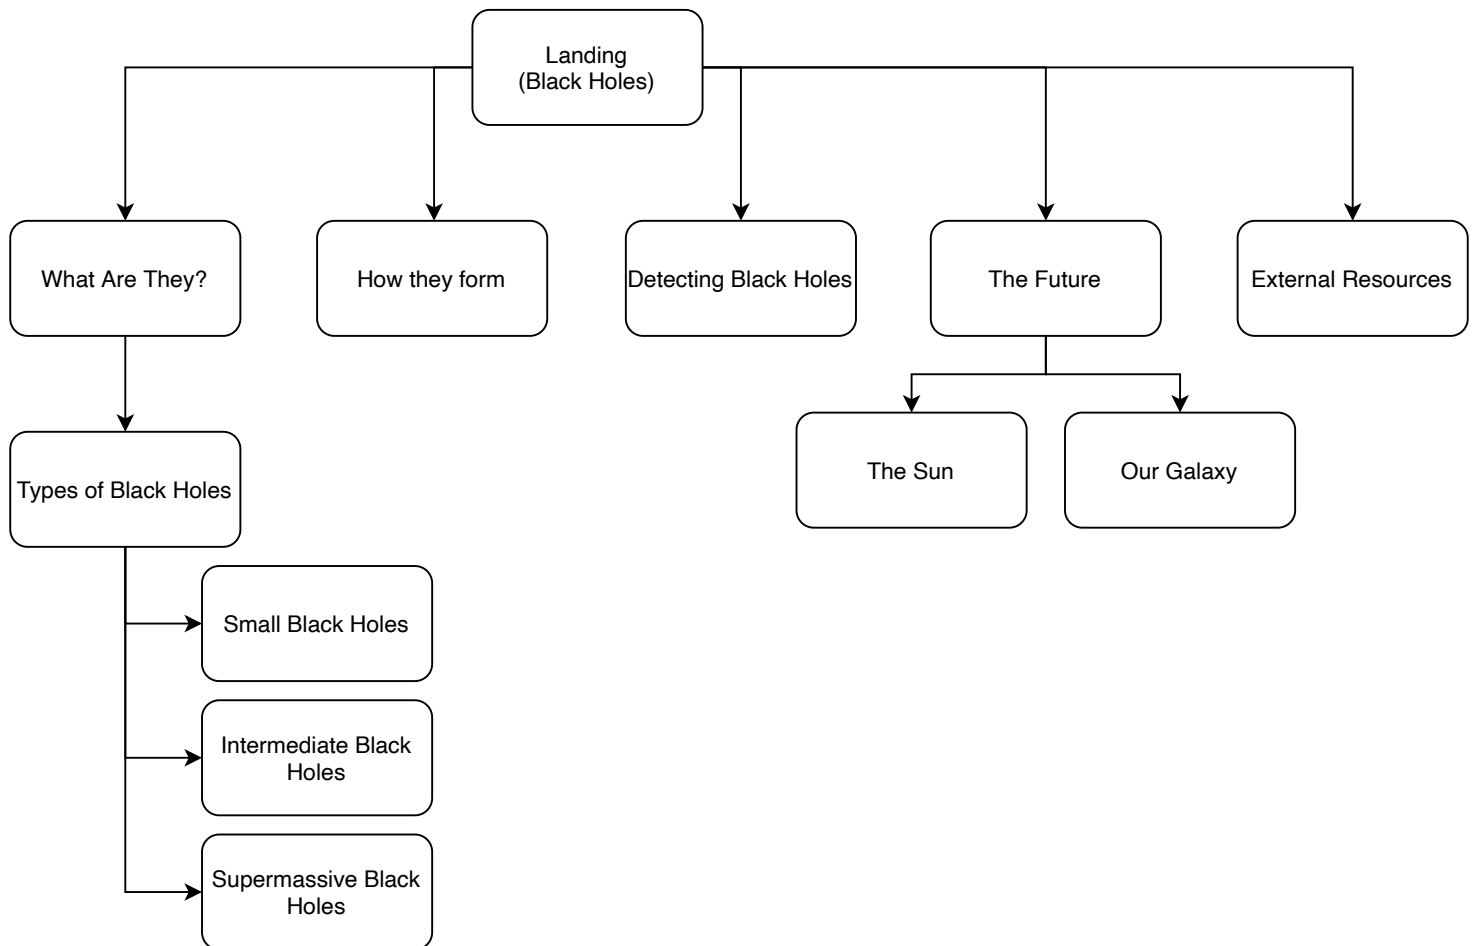 Landing
(Black Holes)
What Are They?
How they form
Detecting Black Holes
The Future
External Resources
The Sun
Our Galaxy
Types of Black Holes
Small Black Holes
Intermediate Black
Holes
Supermassive Black
Holes